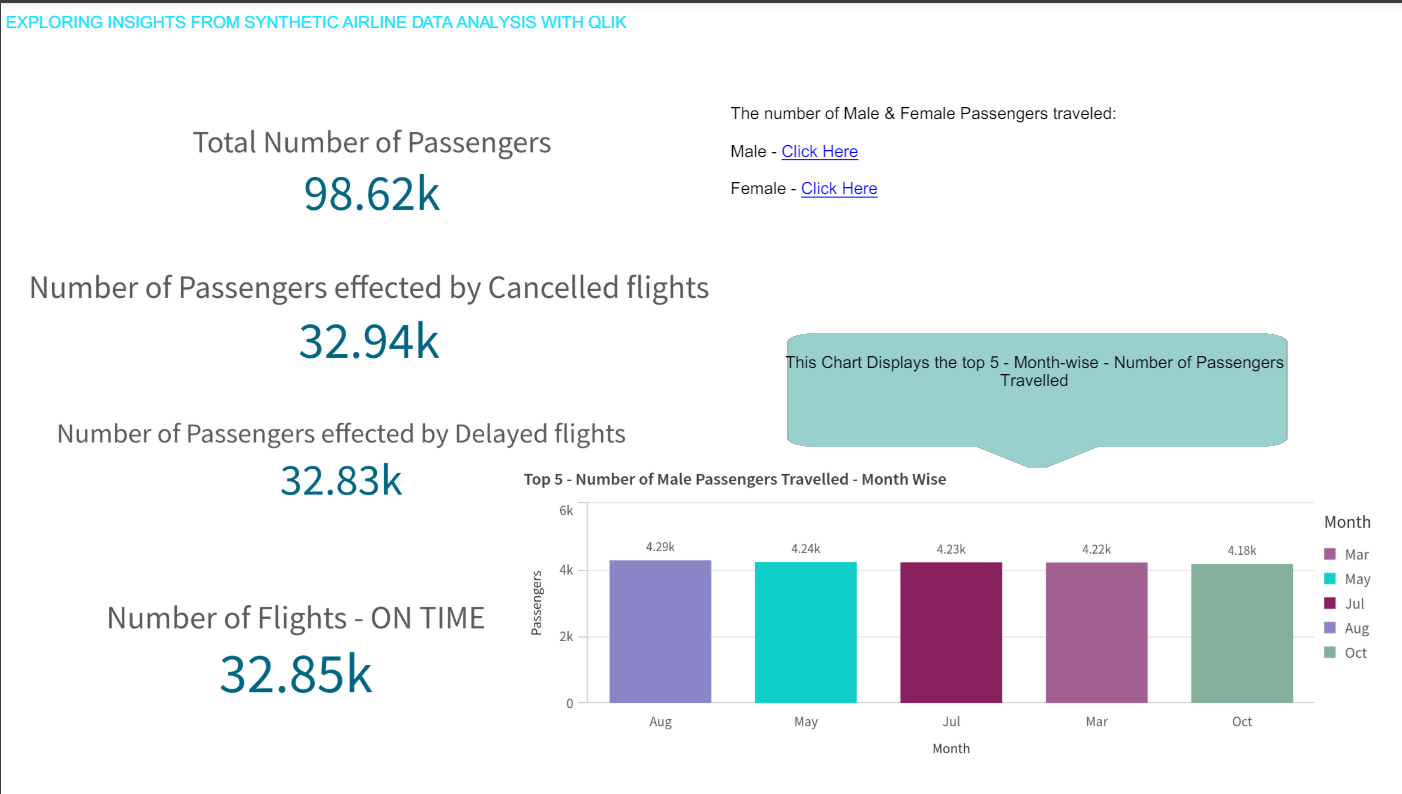 EXPLORING INSIGHTS FROM SYNTHETIC AIRLINE DATA ANALYSIS WITH QLIK
Total Number of Passengers
98.62k
The number of Male & Female Passengers traveled:
Male - Click Here
Female - Click Here
Number of Passengers effected by Cancelled flights
32.94k
Number of Passengers effected by Delayed flights
32.83k
Number of Flights - ON TIME
32.85k
This Chart Displays the top 5 - Month-wise - Number of Passengers
Travelled
Top 5 - Number of Male Passengers Travelled - Month Wise
Passengers
6k
4k
2k
0
4.29k
4.24k
4.23k
4.22k
4.18k
Aug
May
Jul
Mar
Oct
Month
Month
Mar
May
Jul
Aug
Oct